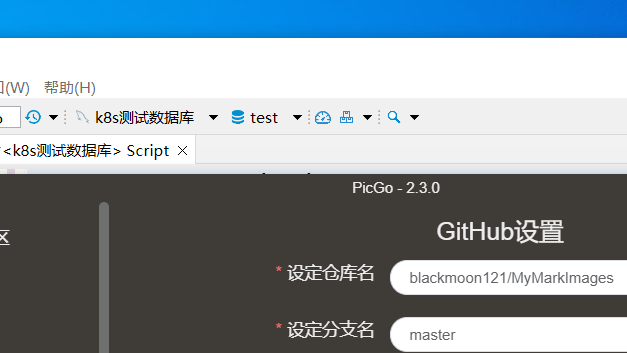 (W) 帮助(H)
k8s测试数据库 test
<k8s测试数据库> Script
PicGo - 2.3.0
区
GitHub设置
* 设定仓库名 blackmoon121/MyMarkImages
* 设定分支名 master